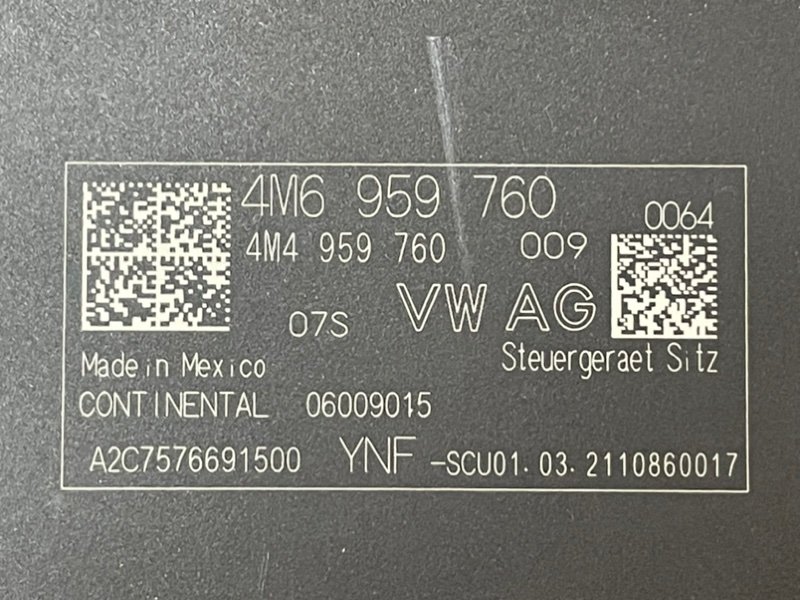 4M6 959 760
0064
4M4 959 760 009
07S VW AG
Made in Mexico Steuergeraet Sitz
CONTINENTAL 06009015
A2C7576691500 YNF -SCU01.03.2110860017